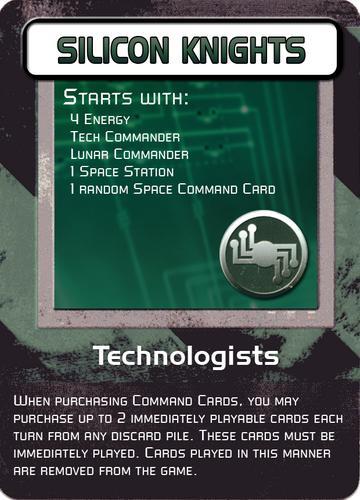 SILICON KNIGHTS
STARTS WITH:
4 ENERGY
TECH COMMANDER
LUNAR COMMANDER
1 SPACE STATION
1 RANDOM SPACE COMMAND CARD
Technologists
WHEN PURCHASING COMMAND CARDS, YOU MAY
PURCHASE UP TO 2 IMMEDIATELY PLAYABLE CARDS EACH
TURN FROM ANY DISCARD PILE. THESE CARDS MUST BE
IMMEDIATELY PLAYED. CARDS PLAYED IN THIS MANNER
ARE REMOVED FROM THE GAME.